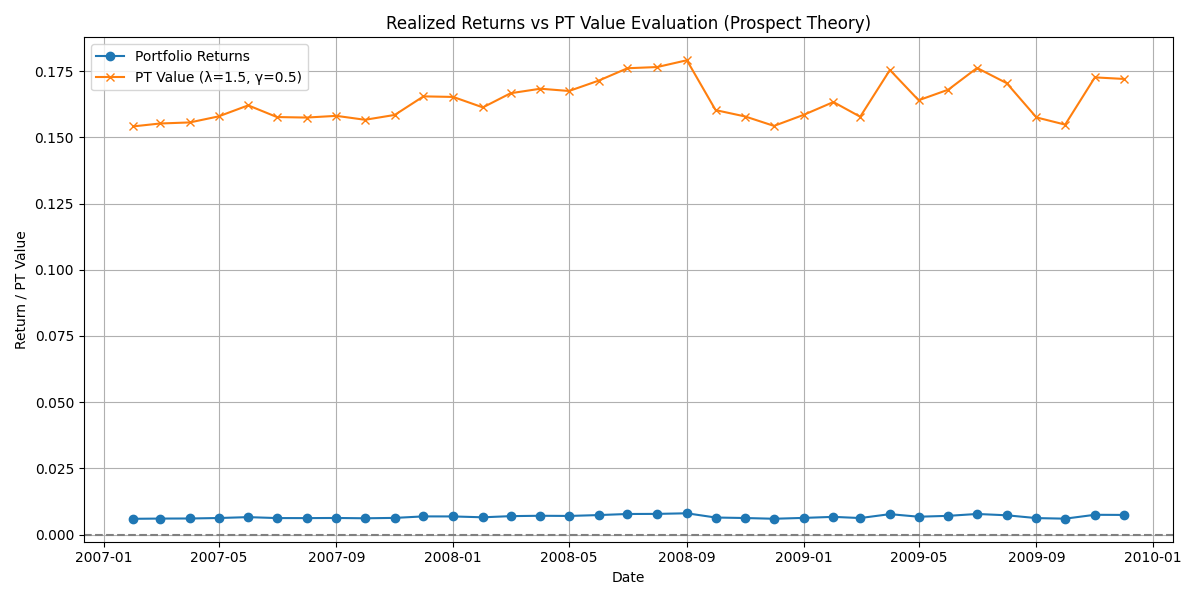 Realized Returns vs PT Value Evaluation (Prospect Theory)
Portfolio Returns
PT Value (λ=1.5, γ=0.5)
Return / PT Value
0.175
0.150
0.125
0.100
0.075
0.050
0.025
0.000
2007-01 2007-05 2007-09 2008-01 2008-05 2008-09 2009-01 2009-05 2009-09 2010-01
Date